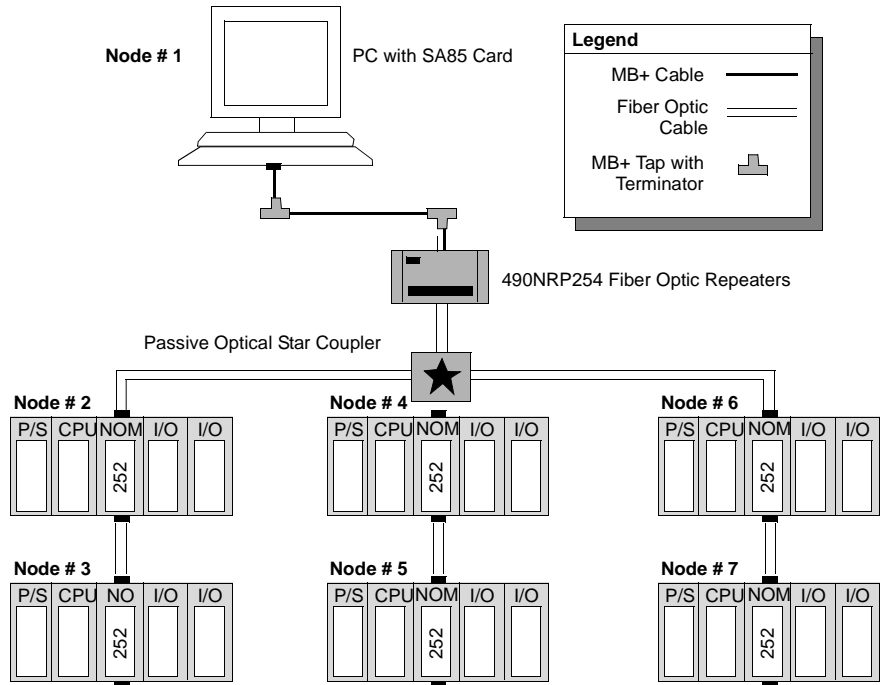 Node # 1
PC with SA85 Card
Legend
MB+ Cable
Fiber Optic
Cable
MB+ Tap with
Terminator
490NRP254 Fiber Optic Repeaters
Passive Optical Star Coupler
Node # 2
P/S CPU NOM I/O I/O
252
Node # 4
P/S CPU NOM I/O I/O
252
Node # 6
P/S CPU NOM I/O I/O
252
Node # 3
P/S CPU NO I/O I/O
252
Node # 5
P/S CPU NOM I/O I/O
252
Node # 7
P/S CPU NOM I/O I/O
252